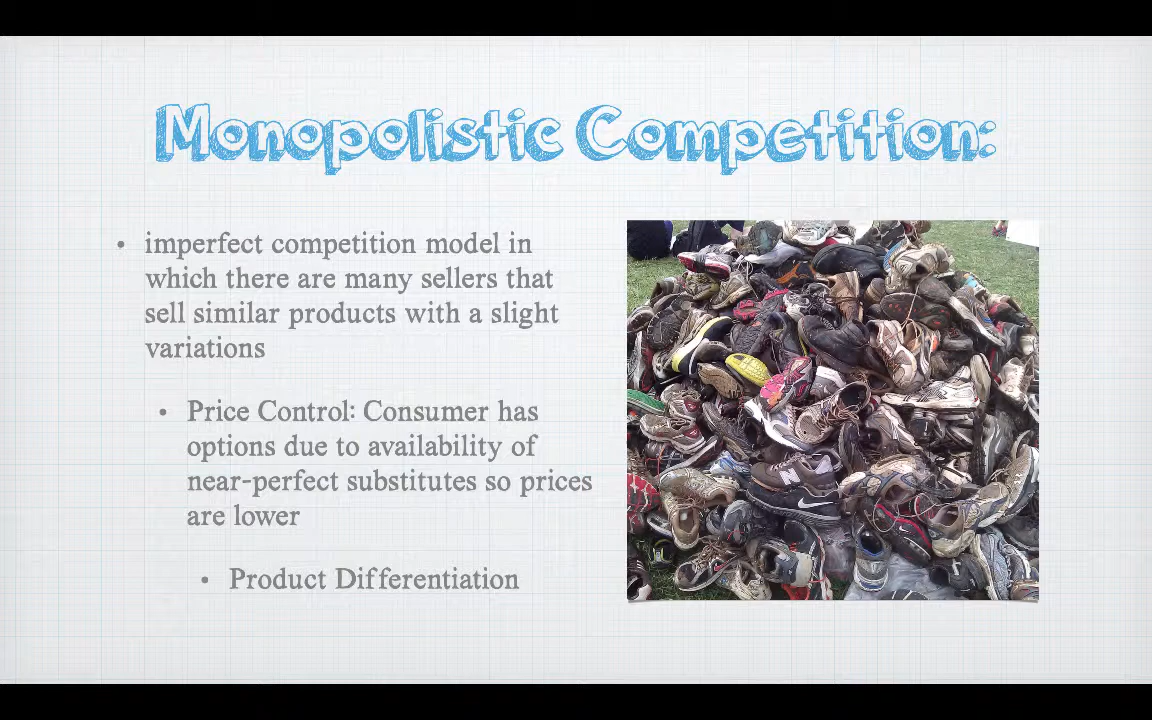 Monopolistic Competition:
• imperfect competition model in
which there are many sellers that
sell similar products with a slight
variations
• Price Control: Consumer has
options due to availability of
near-perfect substitutes so prices
are lower
• Product Differentiation